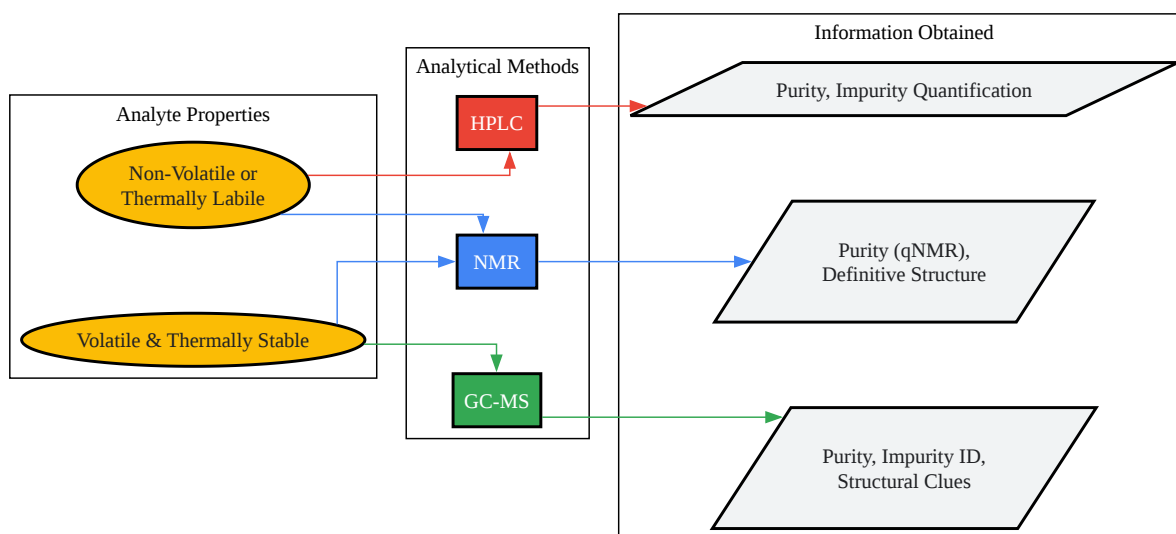 Analyte Properties
Non-Volatile or
Thermally Labile
Volatile & Thermally Stable
Analytical Methods
HPLC
NMR
GC-MS
Information Obtained
Purity, Impurity Quantification
Purity (qNMR),
Definitive Structure
Purity, Impurity ID,
Structural Clues